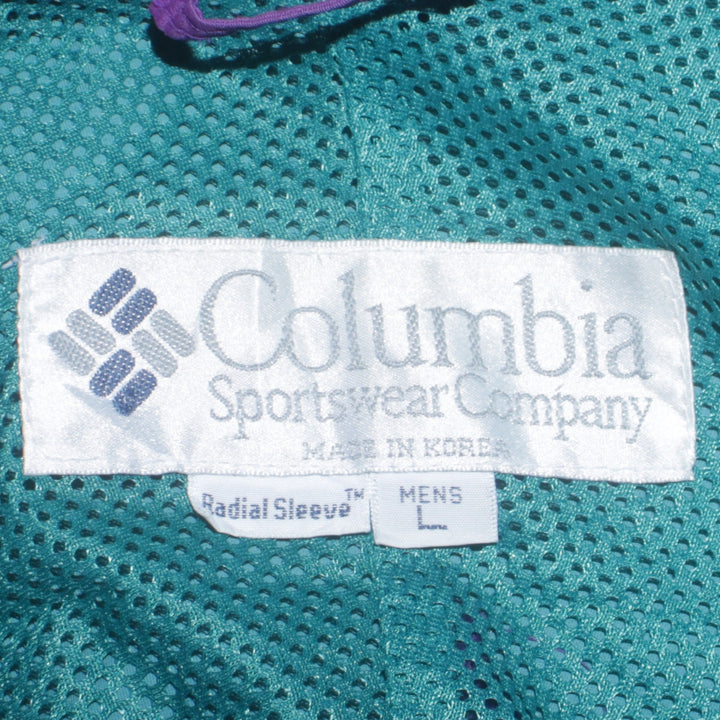 Columbia
Sportswear Company
MADE IN KOREA
Radial Sleeve™
MENS
L